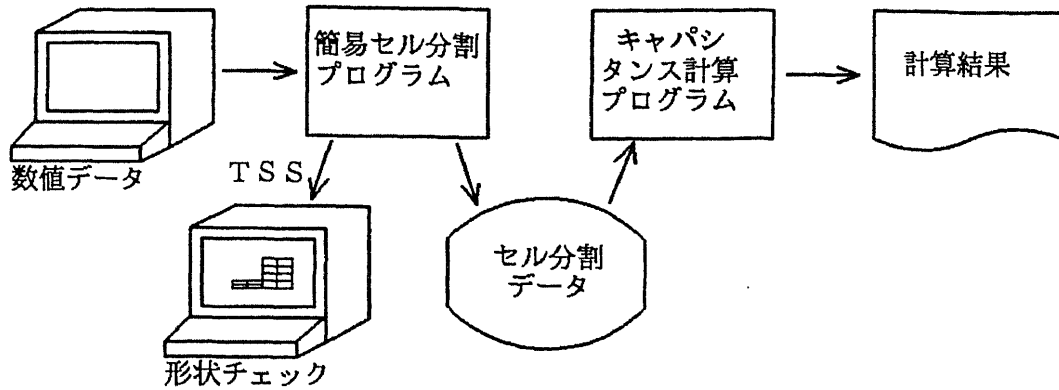 簡易セル分割
プログラム
キャパシ
タンス計算
プログラム
計算結果
数値データ
TSS
セル分割
データ
形状チェック